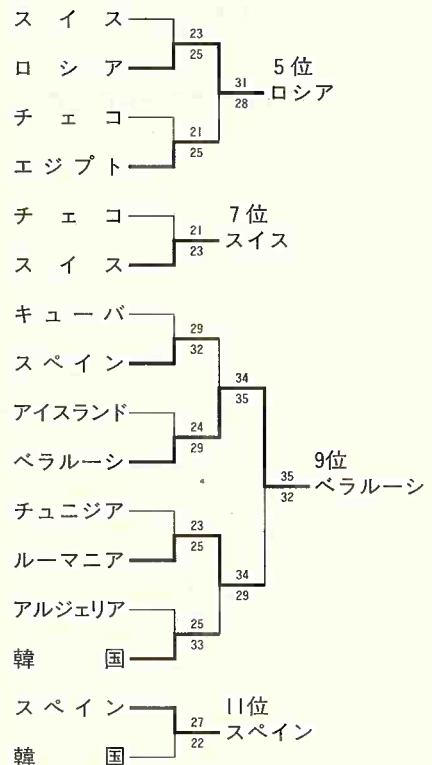 スイス
23
ロシア
25
31 5位
28 ロシア
チェコ
21
エジプト
25
チェコ
21 7位
スイス
23 スイス
キューバ
29
スペイン
32
34
35
アイスランド
24
ベラルーシ
29
35 9位
32 ベラルーシ
チュニジア
23
ルーマニア
25
34
29
アルジェリア
25
韓国
33
スペイン
27 11位
韓国
22 スペイン